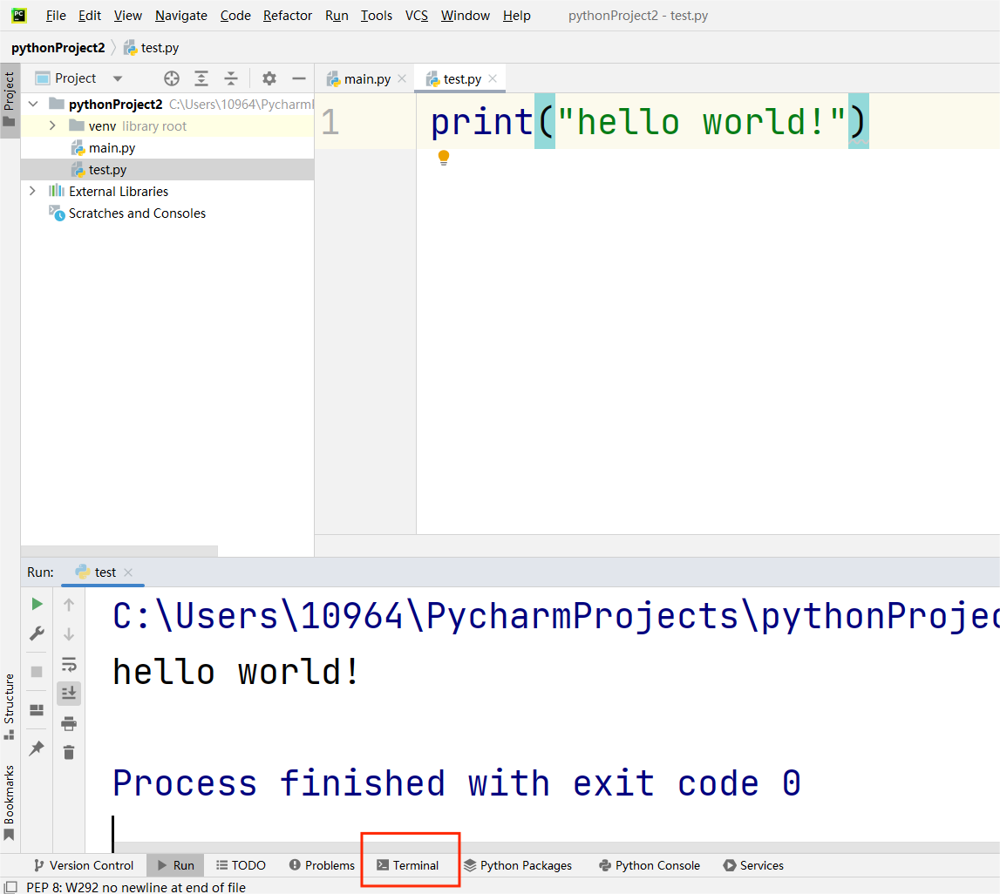 PC File Edit View Navigate Code Refactor Run Tools VCS Window Help pythonProject2 - test.py
pythonProject2 test.py
Project
Project
main.py
test.py
pythonProject2 C:\Users\10964\Pycharml
venv library root
main.py
test.py
External Libraries
Scratches and Consoles
1 print("hello world!")
Run: test
C:\Users\10964\PycharmProjects\pythonProjec
hello world!
Process finished with exit code 0
Structure
Bookmarks
Version Control Run TODO Problems Terminal Python Packages Python Console Services
PEP 8: W292 no newline at end of file